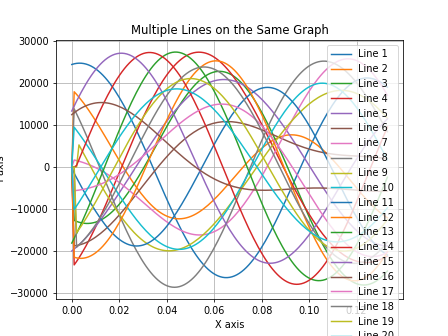 Multiple Lines on the Same Graph
30000
20000
10000
0
−10000
−20000
−30000
0.00
0.02
0.04
0.06
0.08
0.10
X axis
Line 1
Line 2
Line 3
Line 4
Line 5
Line 6
Line 7
Line 8
Line 9
Line 10
Line 11
Line 12
Line 13
Line 14
Line 15
Line 16
Line 17
Line 18
Line 19
Line 20